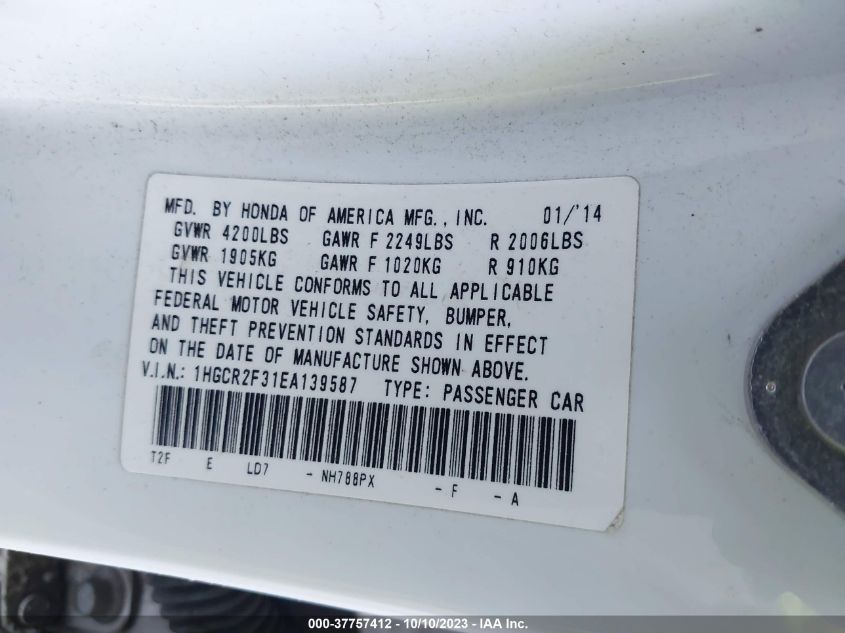 MFD. BY HONDA OF AMERICA MFG., INC. 01/'14
GVWR 4200LBS GAWR F 2249LBS R 2006LBS
GVWR 1905KG GAWR F 1020KG R 910KG
THIS VEHICLE CONFORMS TO ALL APPLICABLE
FEDERAL MOTOR VEHICLE SAFETY, BUMPER,
AND THEFT PREVENTION STANDARDS IN EFFECT
ON THE DATE OF MANUFACTURE SHOWN ABOVE.
V.I.N.: 1HGCR2F31EA139587 TYPE: PASSENGER CAR
T2F E LD7 - NH788PX - F - A
000-37757412 - 10/10/2023 - IAA Inc.